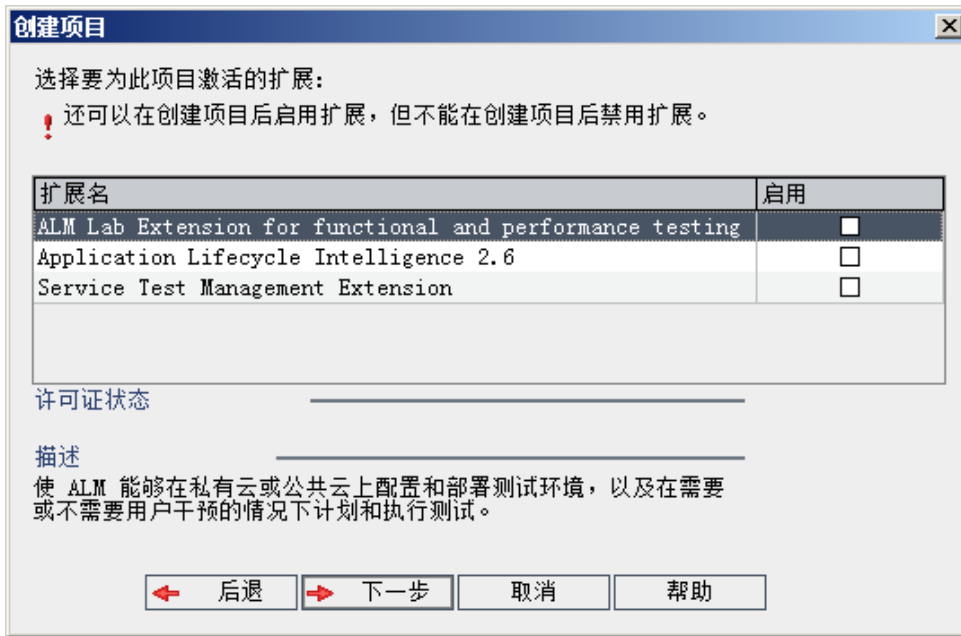 创建项目
选择要为此项目激活的扩展:
还可以在创建项目后启用扩展，但不能在创建项目后禁用扩展。
扩展名 启用
ALM Lab Extension for functional and performance testing
Application Lifecycle Intelligence 2.6
Service Test Management Extension
许可证状态
描述
使 ALM 能够在私有云或公共云上配置和部署测试环境，以及在需要
或不需要用户干预的情况下计划和执行测试。
后退 下一步 取消 帮助